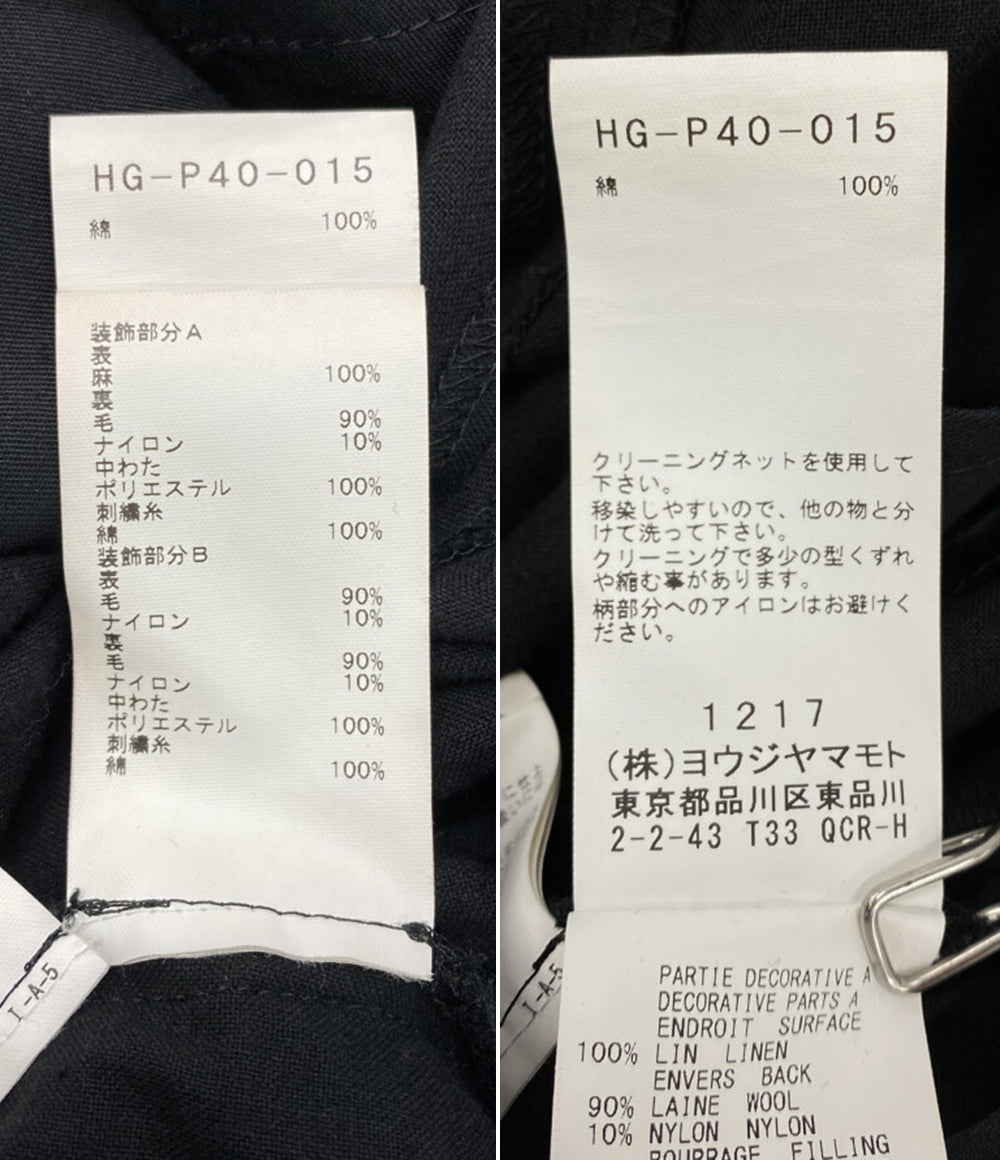 HG-P40-015
綿 100%
装飾部分A
表
麻 100%
裏
毛 90%
ナイロン 10%
中わた
ポリエステル 100%
刺繍糸
綿 100%
装飾部分B
表
毛 90%
ナイロン 10%
裏
毛 90%
ナイロン 10%
中わた
ポリエステル 100%
刺繍糸
綿 100%
I-A-5
HG-P40-015
綿 100%
クリーニングネットを使用して
下さい。
移染しやすいので、他の物と分
けて洗って下さい。
クリーニングで多少の型くずれ
や縮む事があります。
柄部分へのアイロンはお避けく
ださい。
1217
(株)ヨウジヤマモト
東京都品川区東品川
2-2-43 T33 QCR-H
I-A-5
PARTIE DECORATIVE A
DECORATIVE PARTS A
ENDROIT SURFACE
100% LIN LINEN
ENVERS BACK
90% LAINE WOOL
10% NYLON NYLON
BOURRAGE FILLING